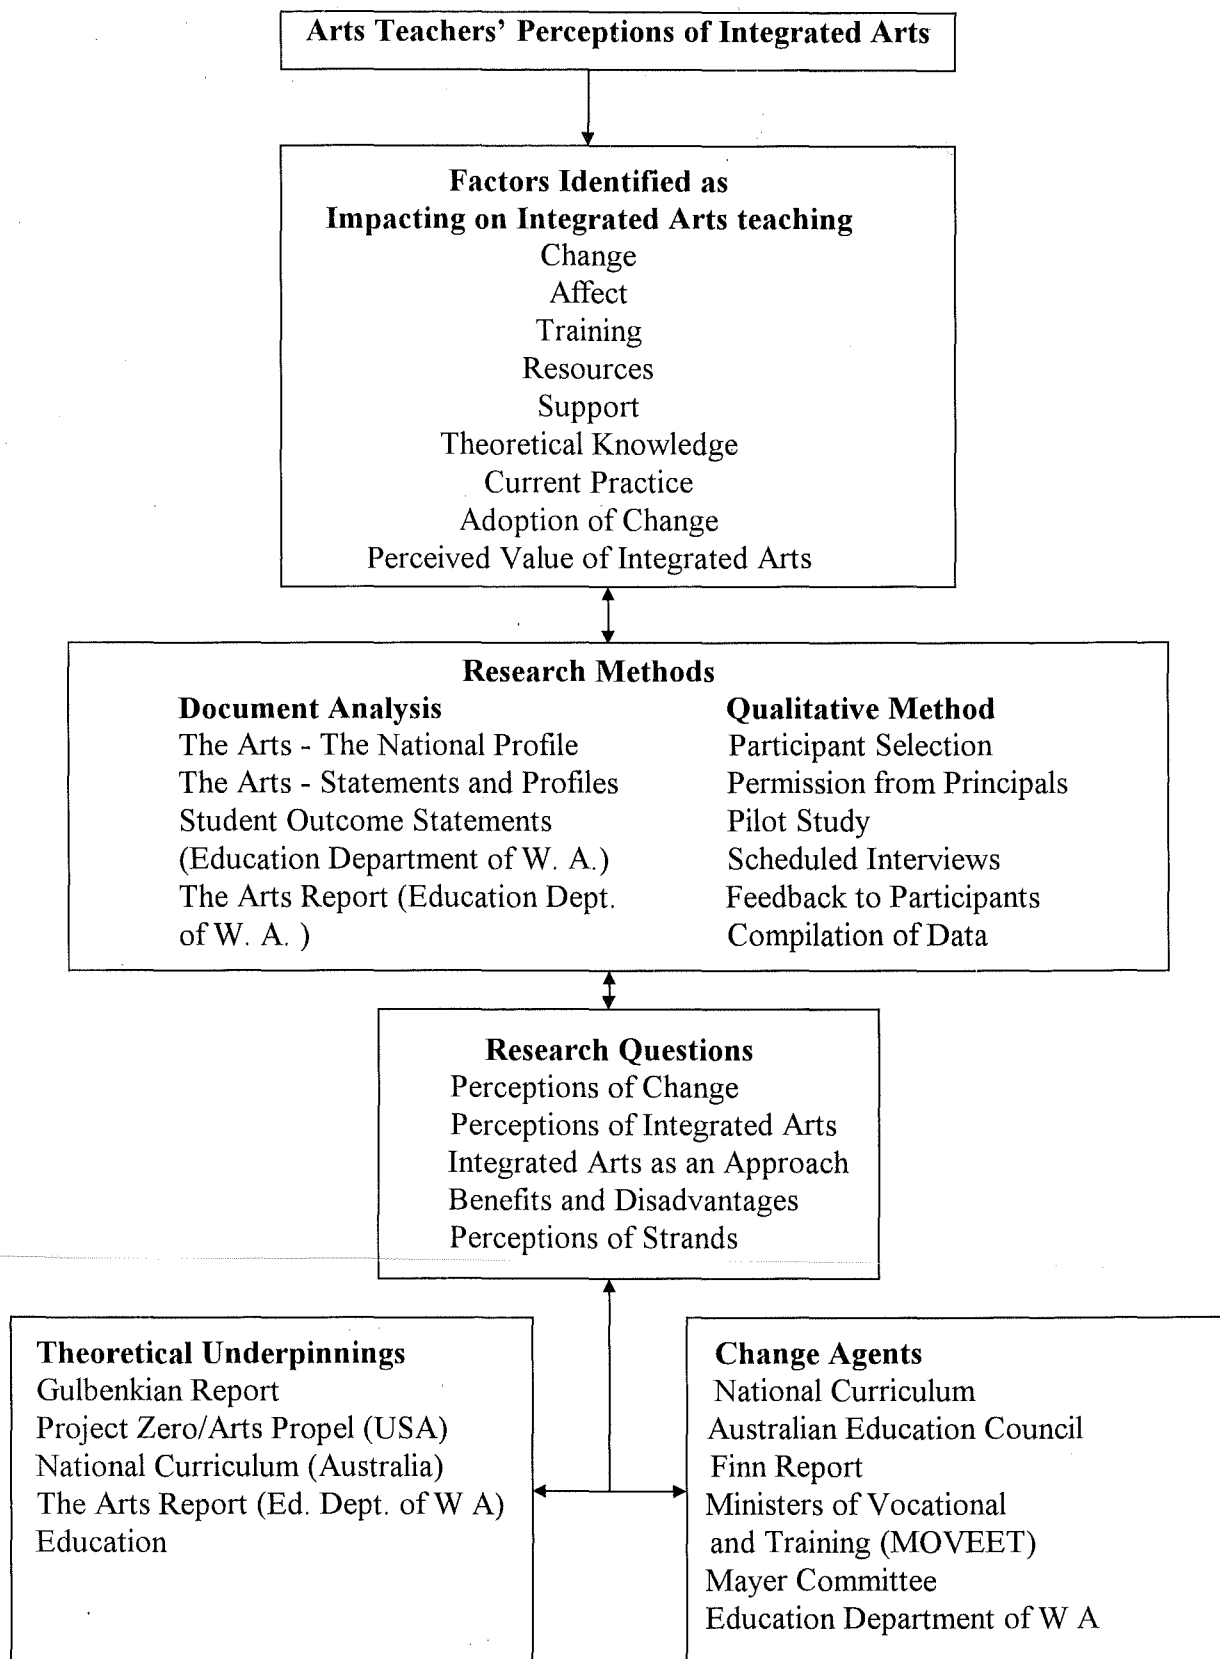 Arts Teachers' Perceptions of Integrated Arts
Factors Identified as
Impacting on Integrated Arts teaching
Change
Affect
Training
Resources
Support
Theoretical Knowledge
Current Practice
Adoption of Change
Perceived Value of Integrated Arts
Research Methods
Document Analysis
The Arts - The National Profile
The Arts - Statements and Profiles
Student Outcome Statements
(Education Department of W. A.)
The Arts Report (Education Dept.
of W. A. )
Qualitative Method
Participant Selection
Permission from Principals
Pilot Study
Scheduled Interviews
Feedback to Participants
Compilation of Data
Research Questions
Perceptions of Change
Perceptions of Integrated Arts
Integrated Arts as an Approach
Benefits and Disadvantages
Perceptions of Strands
Theoretical Underpinnings
Gulbenkian Report
Project Zero/Arts Propel (USA)
National Curriculum (Australia)
The Arts Report (Ed. Dept. of W A)
Education
Change Agents
National Curriculum
Australian Education Council
Finn Report
Ministers of Vocational
and Training (MOVEET)
Mayer Committee
Education Department of W A